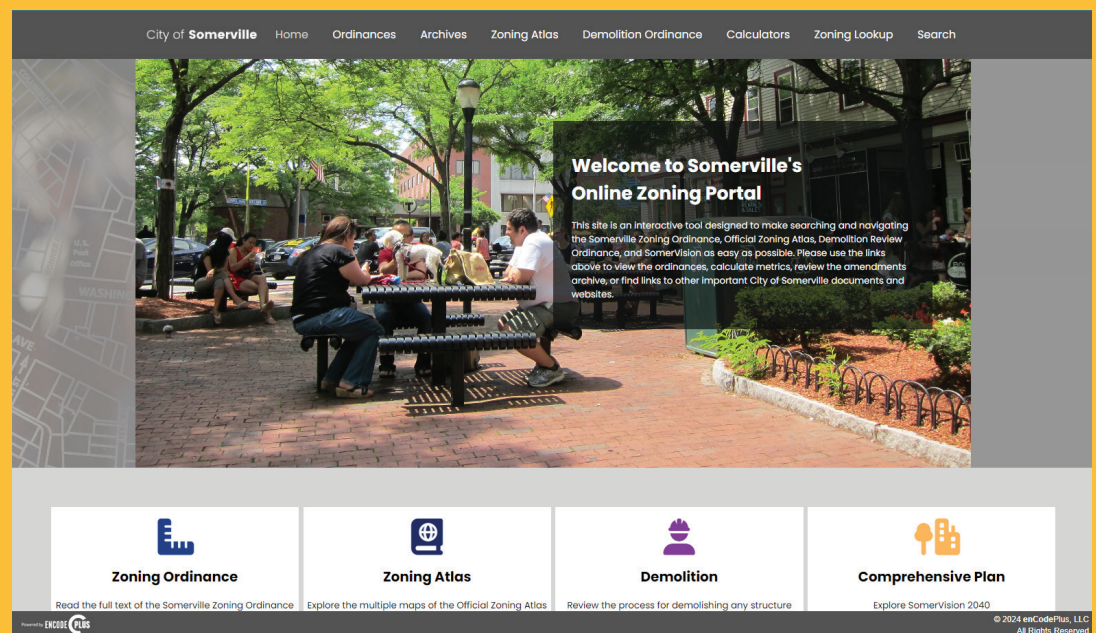 City of Somerville Home Ordinances Archives Zoning Atlas Demolition Ordinance Calculators Zoning Lookup Search
U.S.
Post
Office
WASHIN
AVE
Welcome to Somerville's
Online Zoning Portal
This site is an interactive tool designed to make searching and navigating
the Somerville Zoning Ordinance, Official Zoning Atlas, Demolition Review
Ordinance, and SomerVision as easy as possible. Please use the links
above to view the ordinances, calculate metrics, review the amendments
archive, or find links to other important City of Somerville documents and
websites.
Zoning Ordinance
Zoning Atlas
Demolition
Comprehensive Plan
Read the full text of the Somerville Zoning Ordinance
Explore the multiple maps of the Official Zoning Atlas
Review the process for demolishing any structure
Explore SomerVision 2040
Powered by ENCODE PLUS
© 2024 enCodePlus, LLC
All Rights Reserved